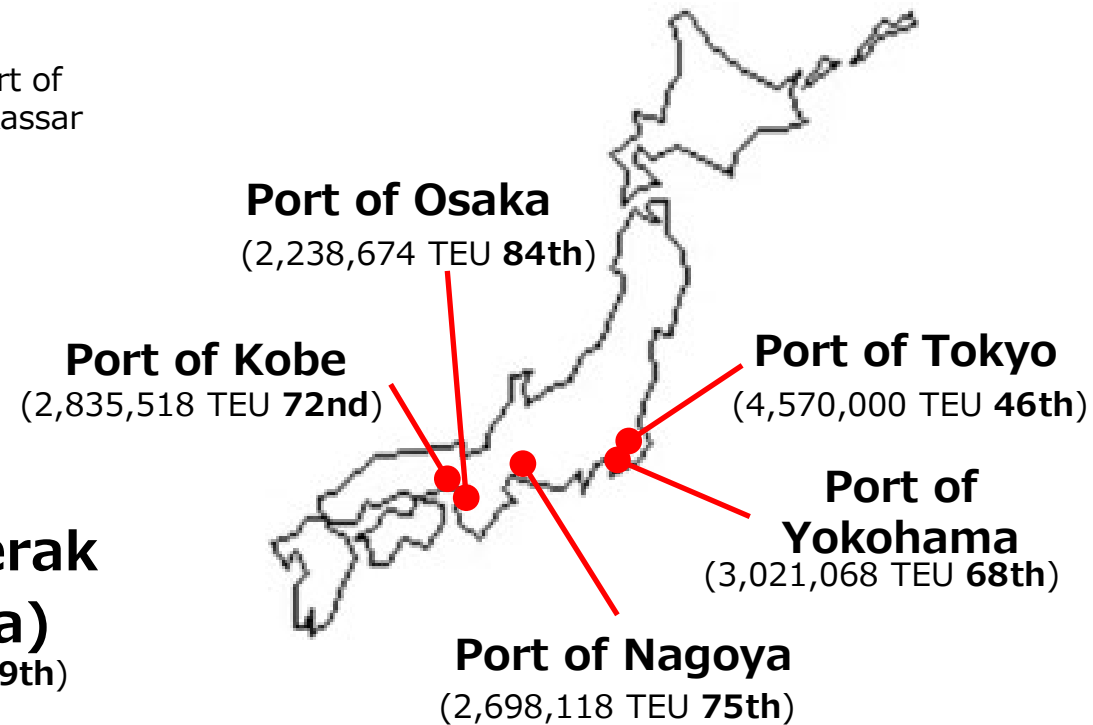 rt of
assar
Port of Osaka
(2,238,674 TEU 84th)
Port of Kobe
(2,835,518 TEU 72nd)
Port of Tokyo
(4,570,000 TEU 46th)
Port of
Yokohama
(3,021,068 TEU 68th)
erak
a)
9th)
Port of Nagoya
(2,698,118 TEU 75th)